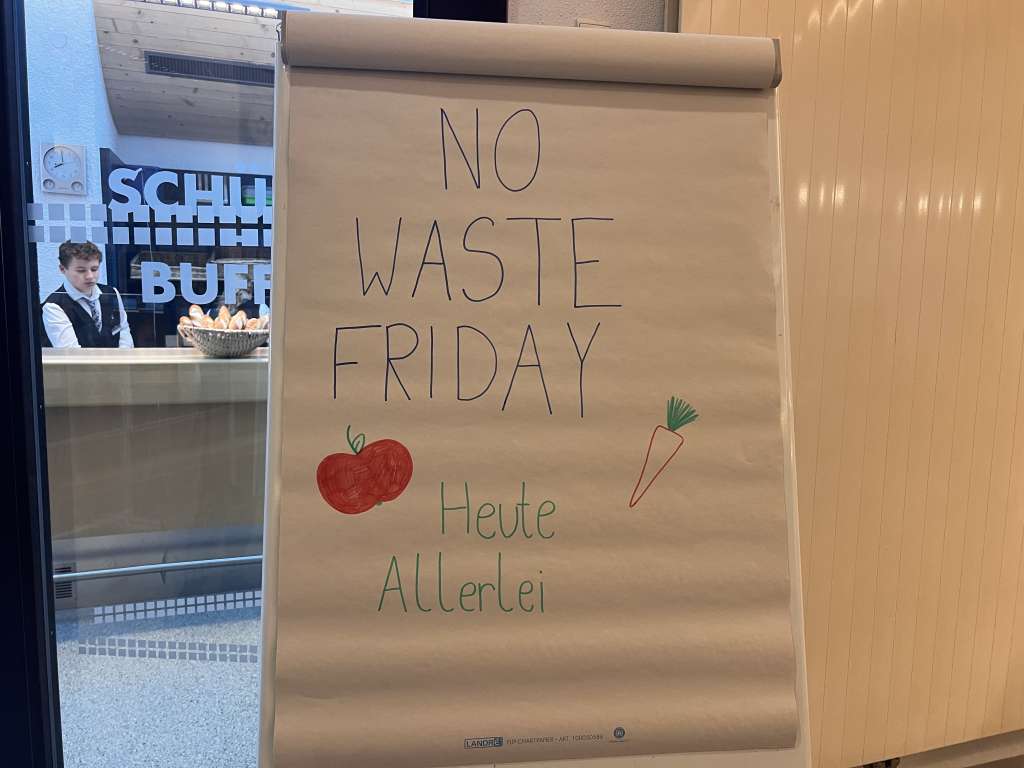 NO
WASTE
FRIDAY
Heute
Allerlei
SCHU
BUFF
LANDRÉ